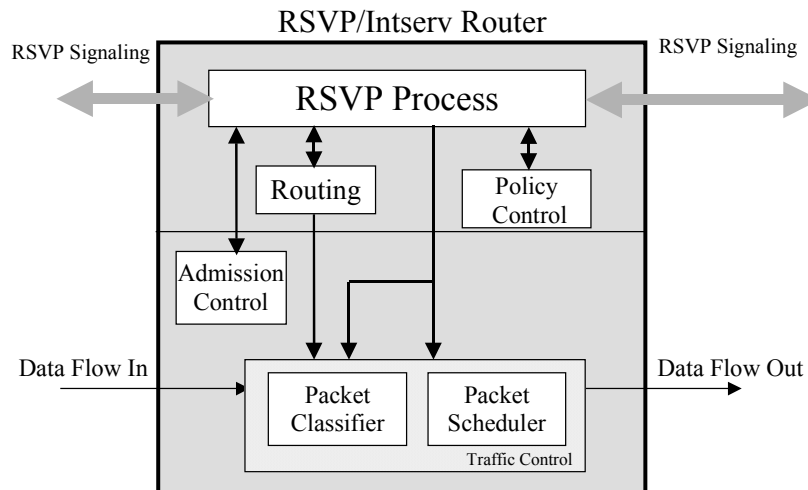 RSVP/Intserv Router
RSVP Signaling
RSVP Signaling
RSVP Process
Routing
Policy
Control
Admission
Control
Data Flow In
Data Flow Out
Packet
Classifier
Packet
Scheduler
Traffic Control